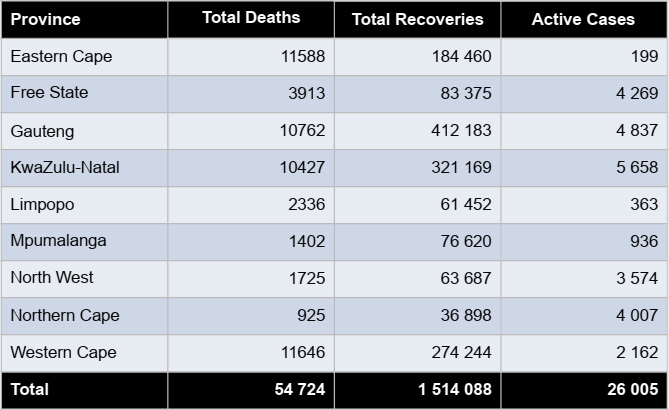 Province Total Deaths Total Recoveries Active Cases
Eastern Cape 11588 184 460 199
Free State 3913 83 375 4 269
Gauteng 10762 412 183 4 837
KwaZulu-Natal 10427 321 169 5 658
Limpopo 2336 61 452 363
Mpumalanga 1402 76 620 936
North West 1725 63 687 3 574
Northern Cape 925 36 898 4 007
Western Cape 11646 274 244 2 162
Total 54 724 1 514 088 26 005